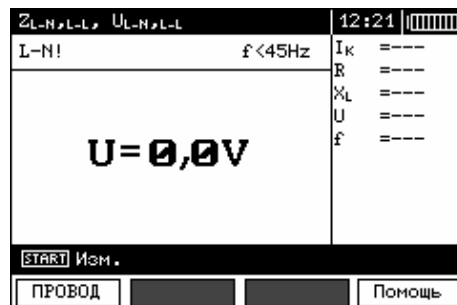 ZL-N,L-L, UL-N,L-L 12:21
L-N! f<45Hz
IK =---
R =---
XL =---
U =---
f =---
U=0,0V
START Изм.
ПРОВОД Помощь